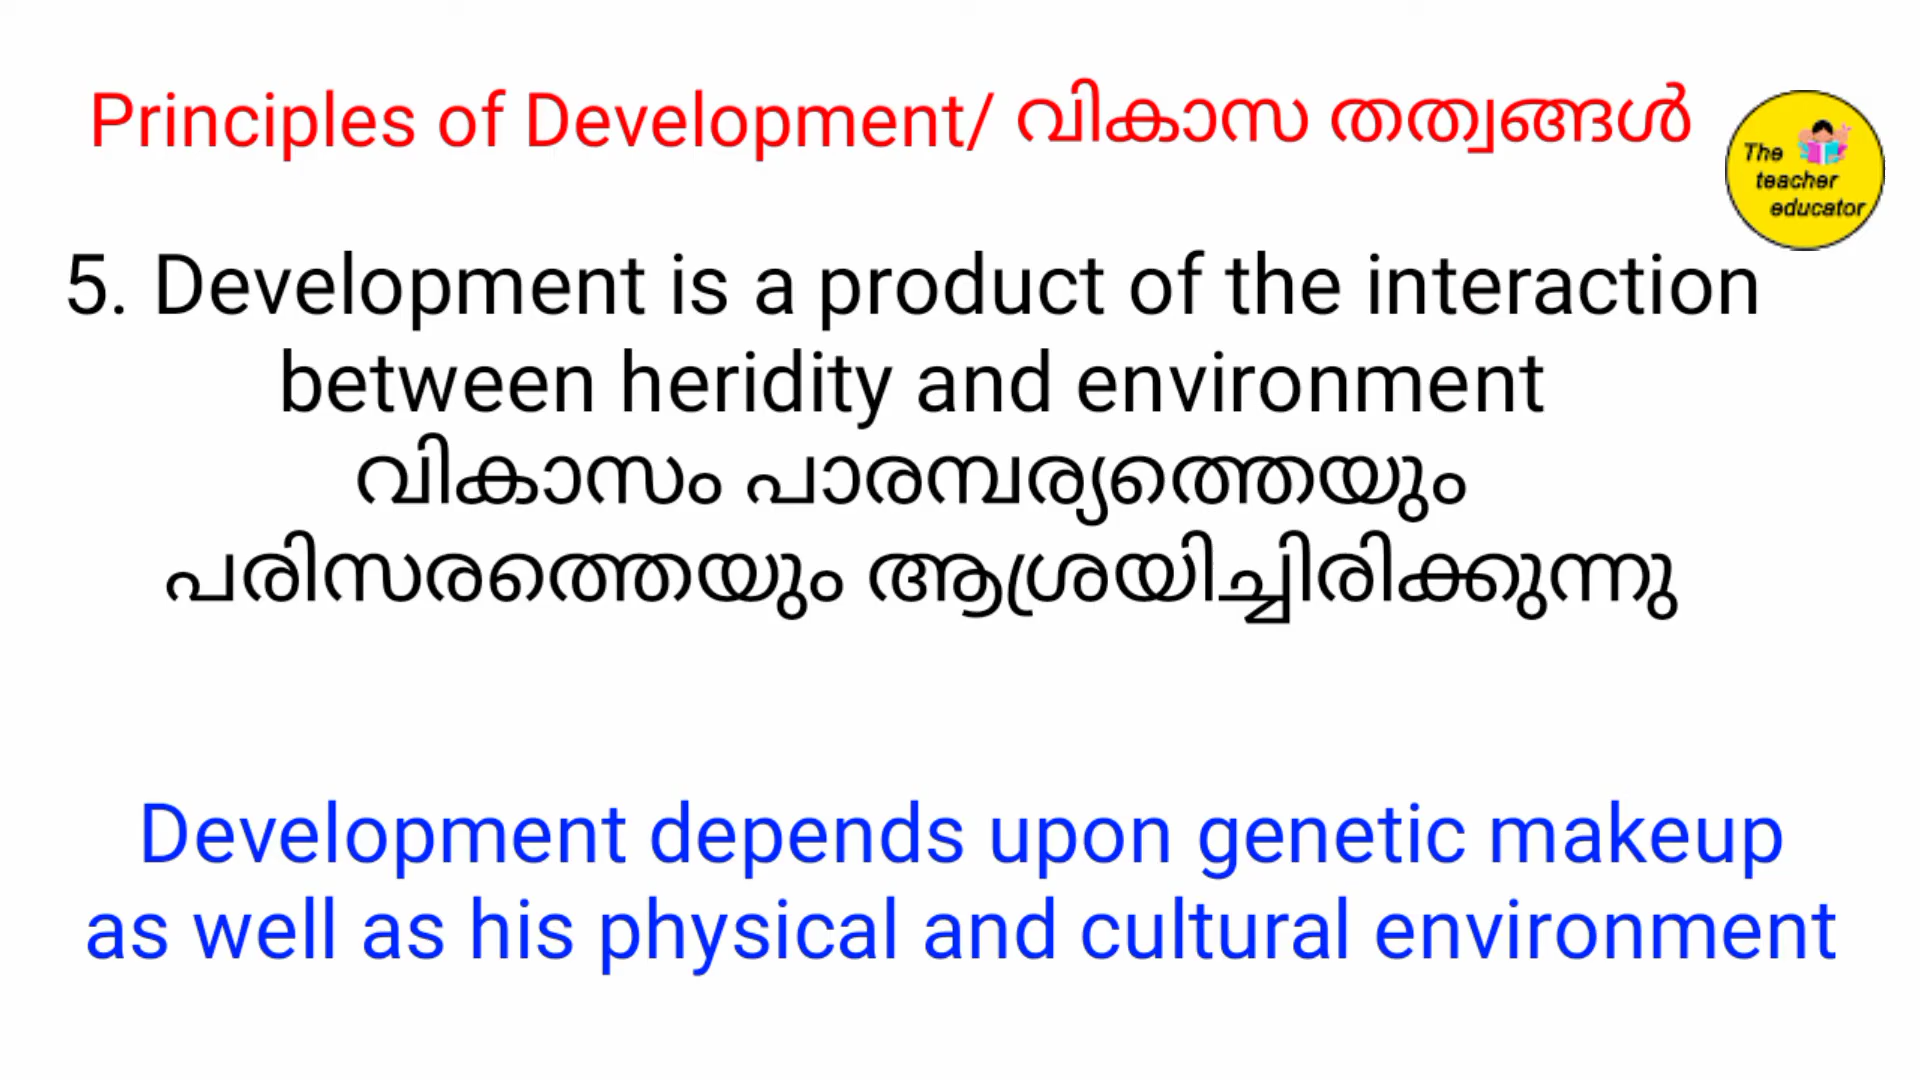 Principles of Development/ വികാസ തത്വങ്ങൾ
The
teacher
educator
5. Development is a product of the interaction
between heridity and environment
വികാസം പാരമ്പര്യത്തെയും
പരിസരത്തെയും ആശ്രയിച്ചിരിക്കുന്നു
Development depends upon genetic makeup
as well as his physical and cultural environment